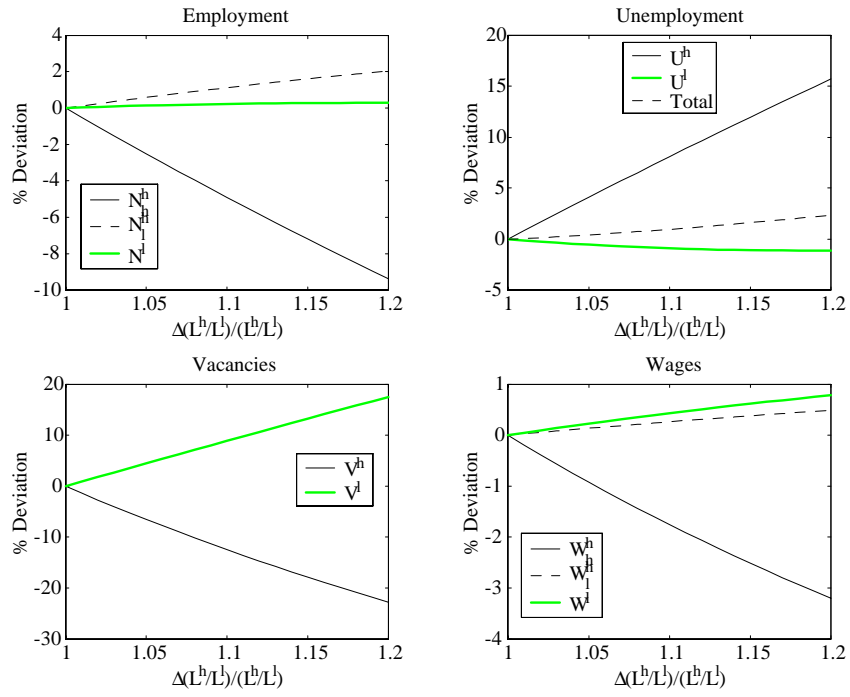 Employment
% Deviation
4
2
0
-2
-4
-6
-8
-10
N^h_h
N^h_l
N^l
1 1.05 1.1 1.15 1.2
Δ(L^h/L^l)/(L^h/L^l)
Unemployment
% Deviation
20
15
10
5
0
-5
U^h
U^l
Total
1 1.05 1.1 1.15 1.2
Δ(L^h/L^l)/(L^h/L^l)
Vacancies
% Deviation
20
10
0
-10
-20
-30
V^h
V^l
1 1.05 1.1 1.15 1.2
Δ(L^h/L^l)/(L^h/L^l)
Wages
% Deviation
1
0
-1
-2
-3
-4
W^h_h
W^h_l
W^l
1 1.05 1.1 1.15 1.2
Δ(L^h/L^l)/(L^h/L^l)